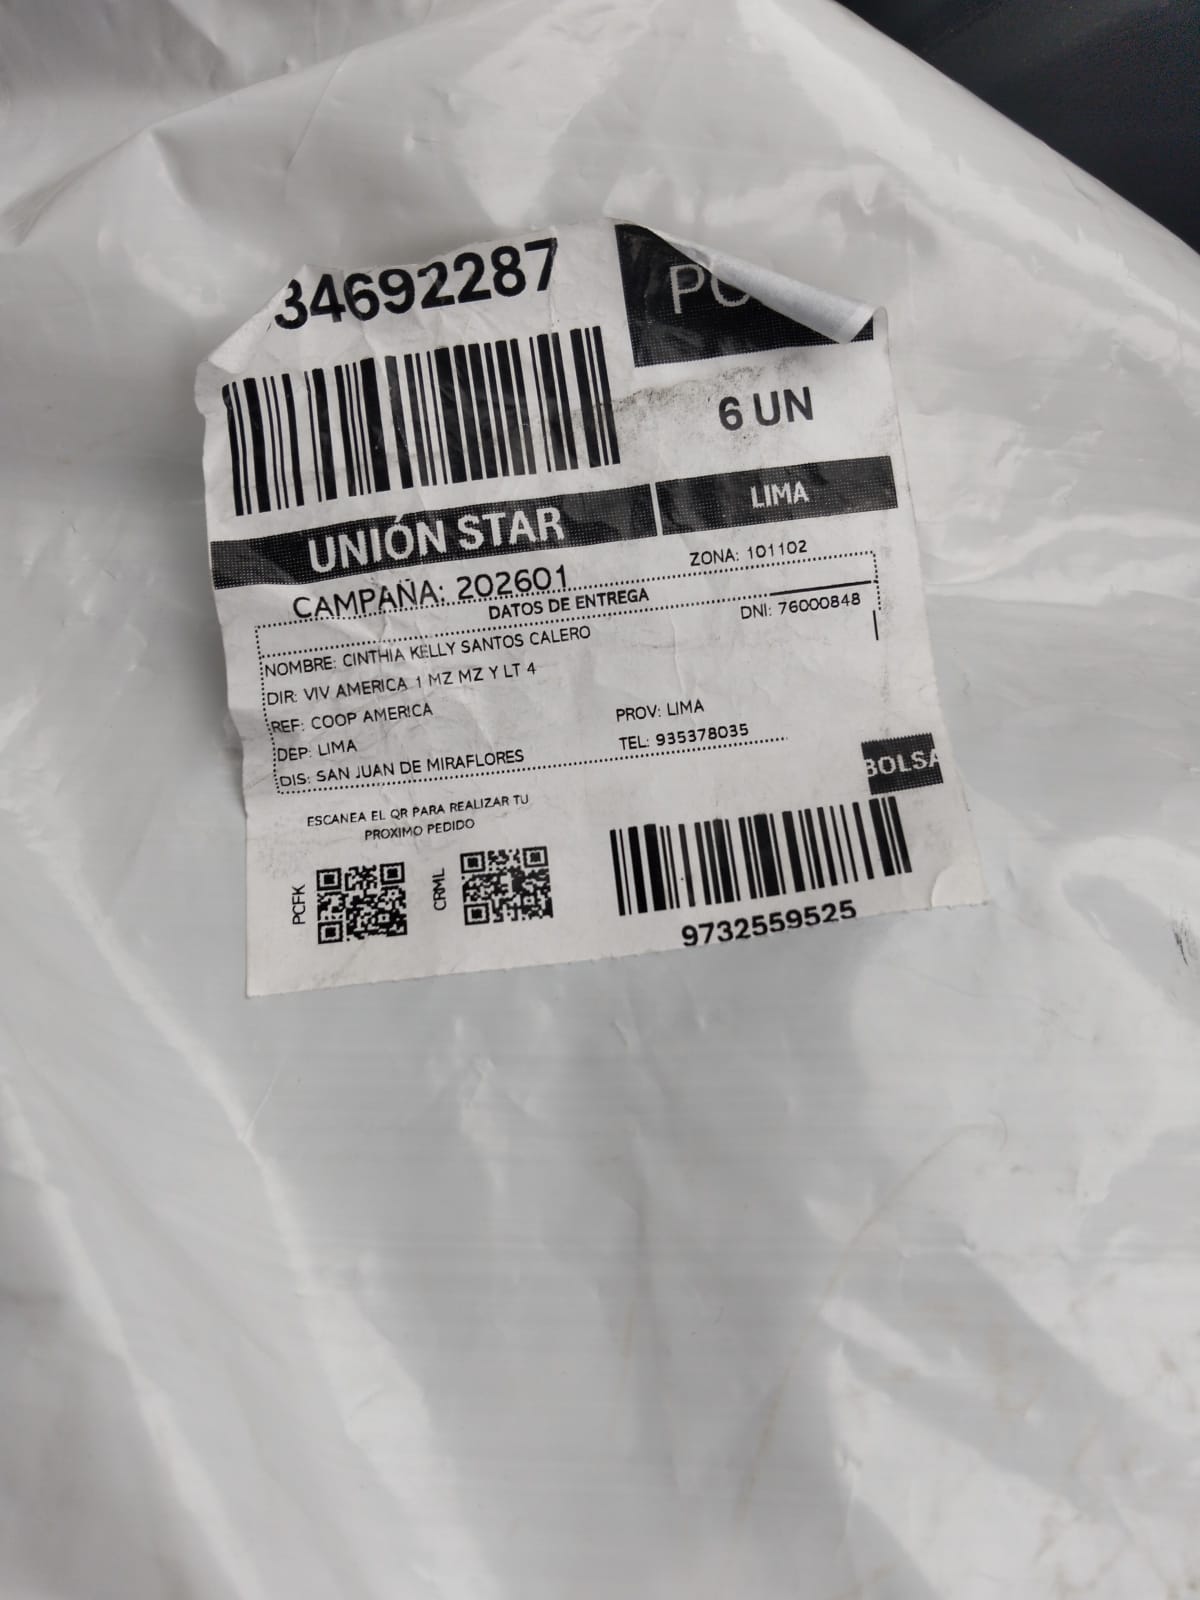 34692287
6 UN
UNIÓN STAR
LIMA
CAMPAÑA: 202601
ZONA: 101102
DATOS DE ENTREGA
NOMBRE: CINTHIA KELLY SANTOS CALERO
DNI: 76000848
DIR: VIV AMERICA 1 MZ MZ Y LT 4
REF: COOP AMERICA
DEP: LIMA
PROV: LIMA
DIS: SAN JUAN DE MIRAFLORES
TEL: 935378035
BOLSA
ESCANEA EL QR PARA REALIZAR TU
PROXIMO PEDIDO
PCFK
CRML
9732559525